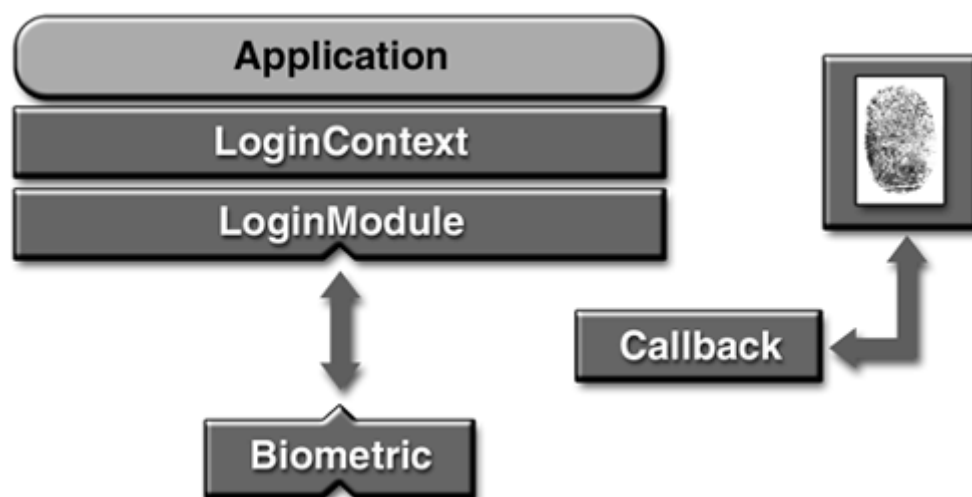 Application
LoginContext
LoginModule
Callback
Biometric